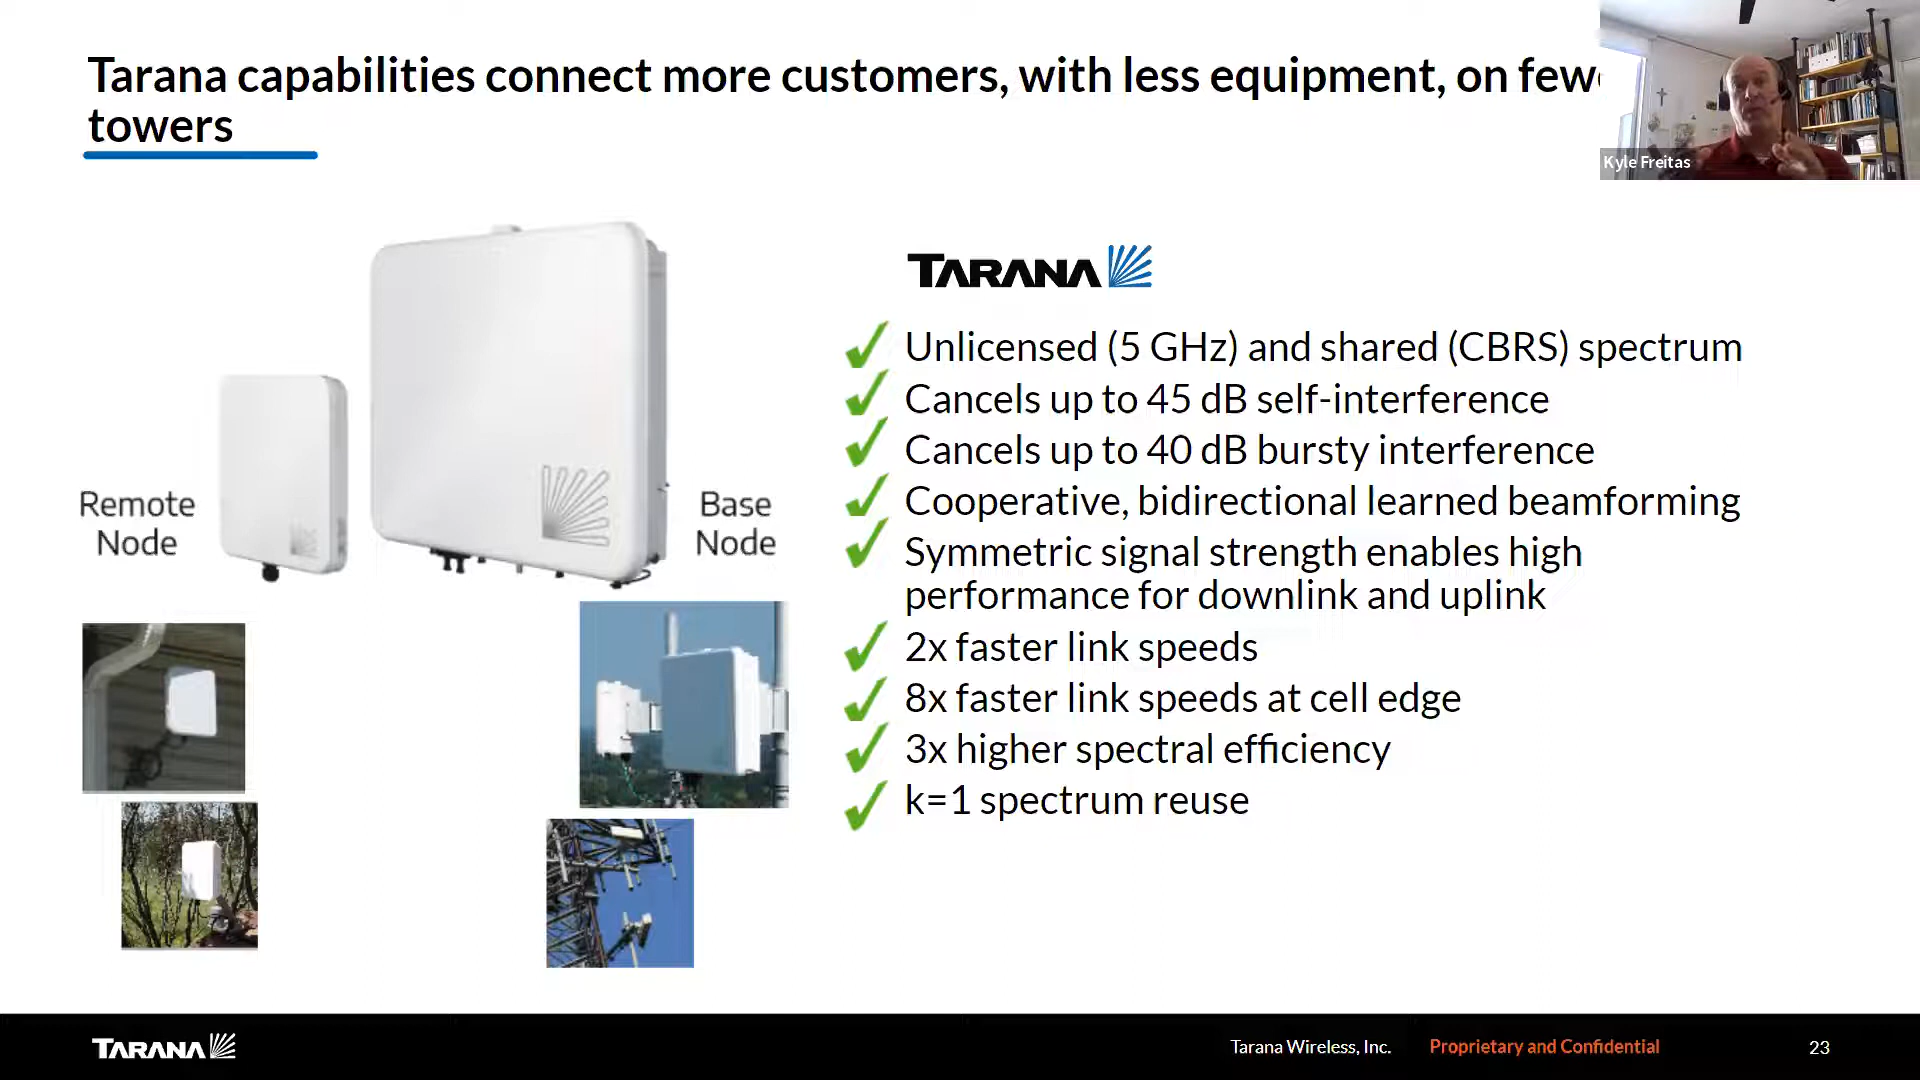 Tarana capabilities connect more customers, with less equipment, on few
towers
Kyle Freitas
TARANA
Remote
Node
Base
Node
Unlicensed (5 GHz) and shared (CBRS) spectrum
Cancels up to 45 dB self-interference
Cancels up to 40 dB bursty interference
Cooperative, bidirectional learned beamforming
Symmetric signal strength enables high
performance for downlink and uplink
2x faster link speeds
8x faster link speeds at cell edge
3x higher spectral efficiency
k=1 spectrum reuse
TARANA
Tarana Wireless, Inc.
Proprietary and Confidential
23